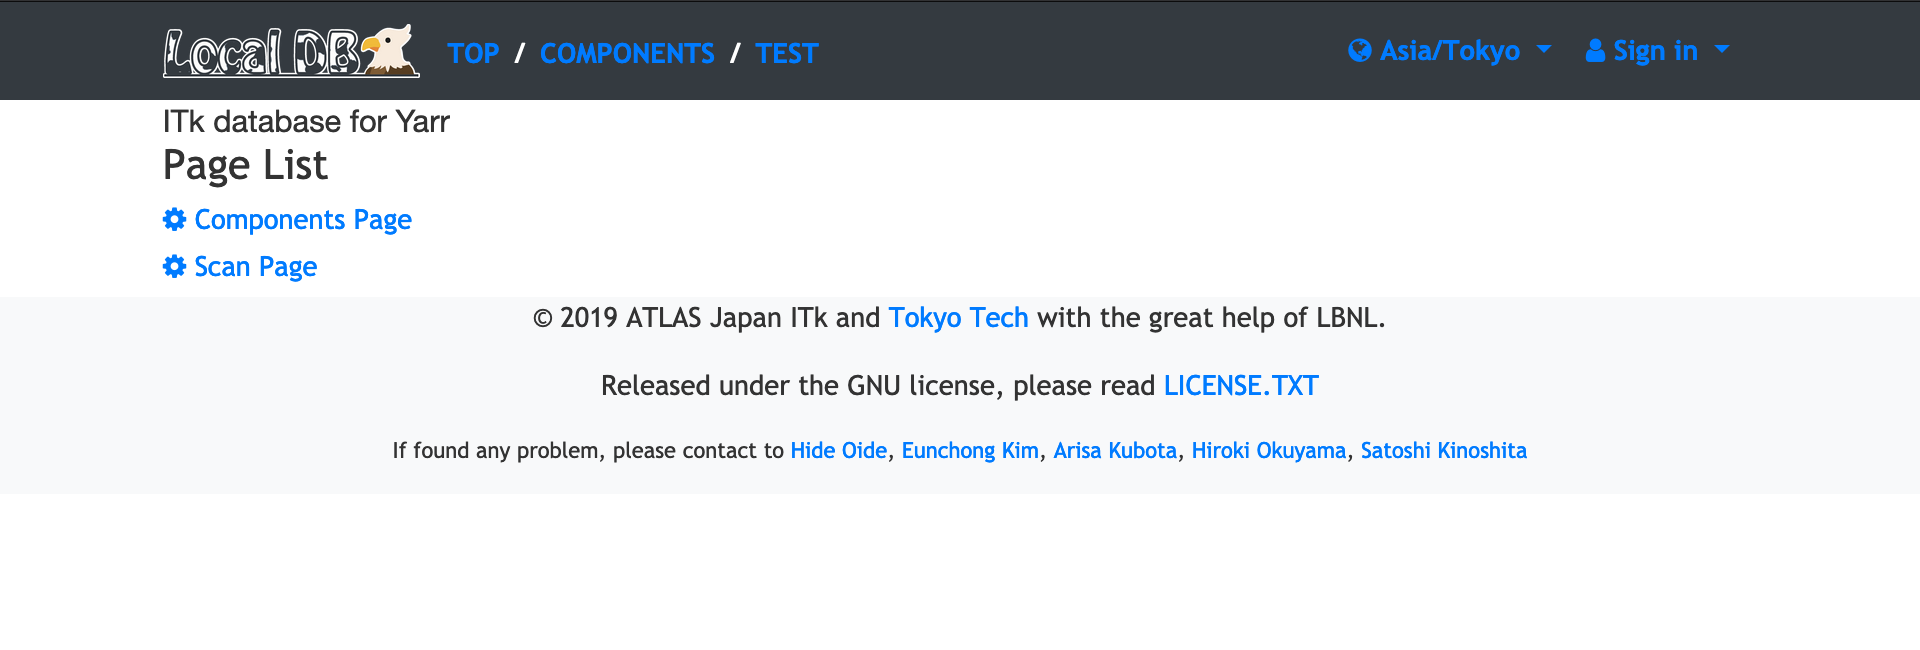 Local DB TOP / COMPONENTS / TEST Asia/Tokyo Sign in
ITk database for Yarr
Page List
Components Page
Scan Page
© 2019 ATLAS Japan ITk and Tokyo Tech with the great help of LBNL.
Released under the GNU license, please read LICENSE.TXT
If found any problem, please contact to Hide Oide, Eunchong Kim, Arisa Kubota, Hiroki Okuyama, Satoshi Kinoshita